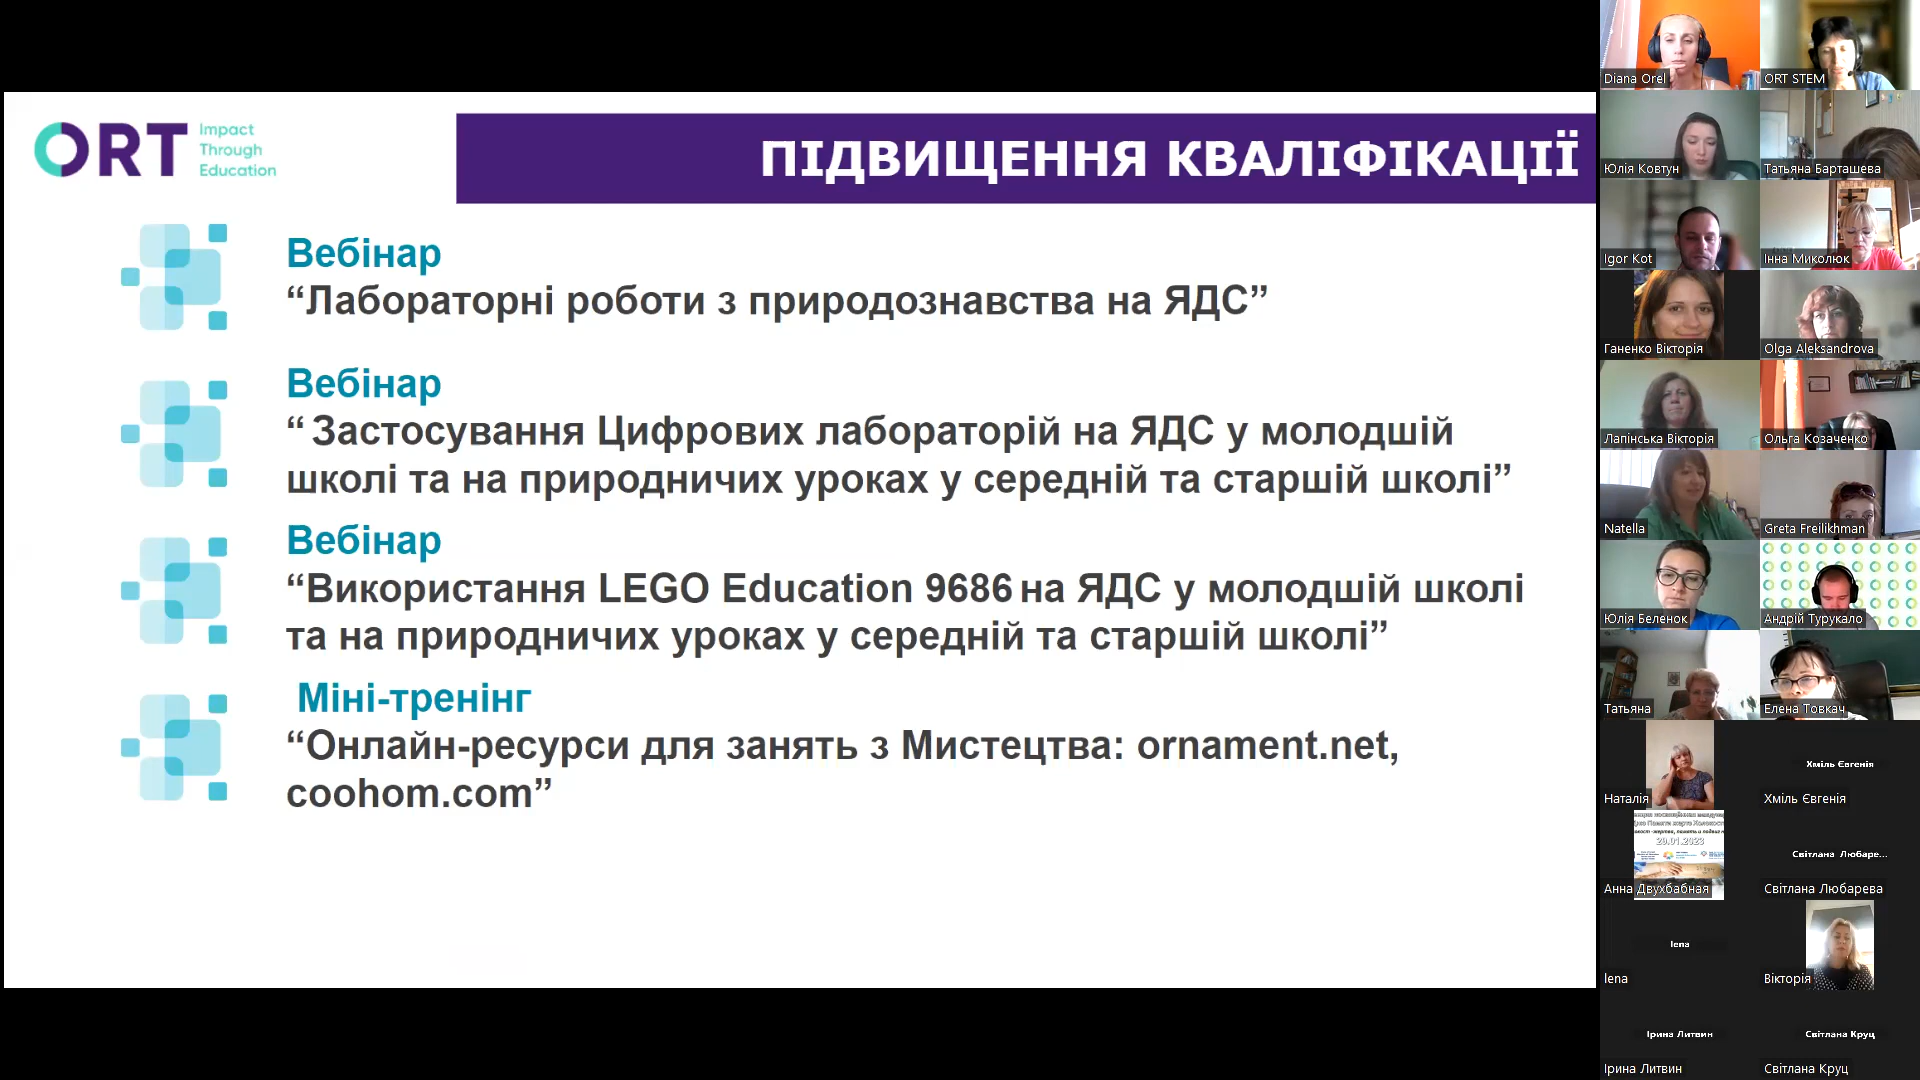 ORT
Impact
Through
Education
ПІДВИЩЕННЯ КВАЛІФІКАЦІЇ
Вебінар
“Лабораторні роботи з природознавства на ЯДС”
Вебінар
“ Застосування Цифрових лабораторій на ЯДС у молодшій
школі та на природничих уроках у середній та старшій школі”
Вебінар
“Використання LEGO Education 9686 на ЯДС у молодшій школі
та на природничих уроках у середній та старшій школі”
Міні-тренінг
“Онлайн-ресурси для занять з Мистецтва: ornament.net,
coohom.com”
Diana Orel
ORT STEM
Юлія Ковтун
Татьяна Барташева
Igor Kot
Інна Миколюк
Ганенко Вікторія
Olga Aleksandrova
Лапінська Вікторія
Ольга Козаченко
Natella
Greta Freilikhman
Юлія Беленок
Андрій Турукало
Татьяна
Елена Товкач
Наталія
Хміль Євгенія
Хміль Євгенія
20.01.2023
Анна Двухбабная
Світлана Любаре...
Світлана Любарева
lena
lena
Вікторія
Ірина Литвин
Ірина Литвин
Світлана Круц
Світлана Круц